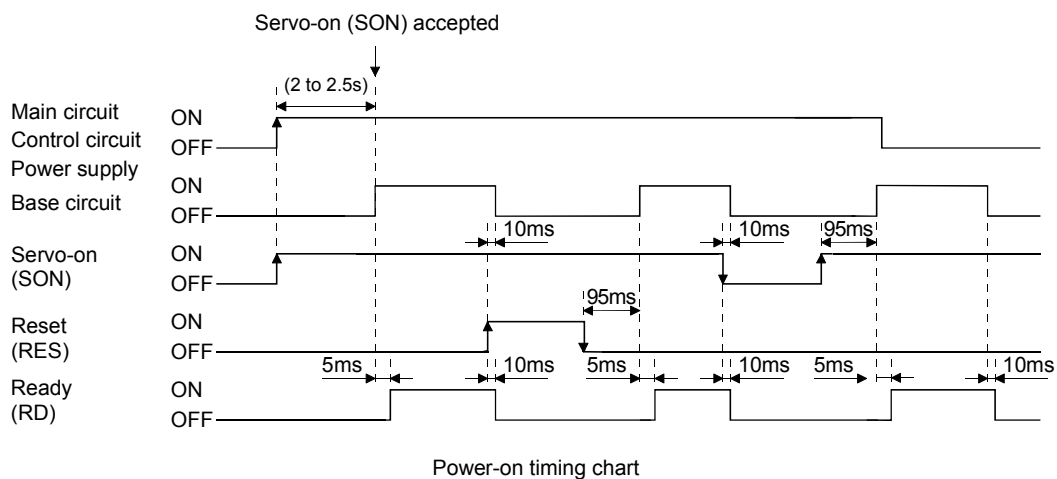 Servo-on (SON) accepted
(2 to 2.5s)
Main circuit
Control circuit
Power supply
ON
OFF
Base circuit
ON
OFF
10ms
10ms
95ms
Servo-on
(SON)
ON
OFF
95ms
Reset
(RES)
ON
OFF
5ms
10ms
5ms
10ms
5ms
10ms
Ready
(RD)
ON
OFF
Power-on timing chart